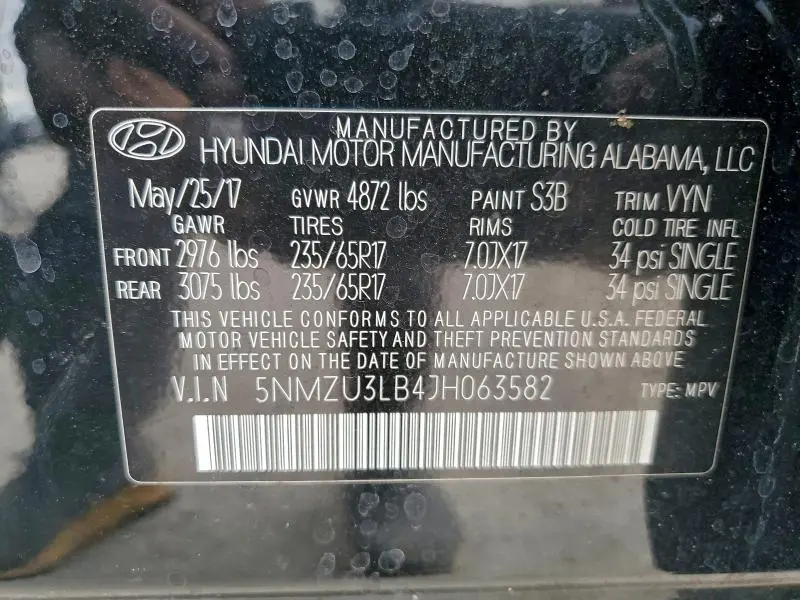 MANUFACTURED BY
HYUNDAI MOTOR MANUFACTURING ALABAMA, LLC
May/25/17 GVWR 4872 lbs PAINT S3B TRIM VYN
GAWR TIRES RIMS COLD TIRE INFL
FRONT 2976 lbs 235/65R17 7.0JX17 34 psi SINGLE
REAR 3075 lbs 235/65R17 7.0JX17 34 psi SINGLE
THIS VEHICLE CONFORMS TO ALL APPLICABLE U.S.A. FEDERAL
MOTOR VEHICLE SAFETY AND THEFT PREVENTION STANDARDS
IN EFFECT ON THE DATE OF MANUFACTURE SHOWN ABOVE
V.I.N 5NMZU3LB4JH063582 TYPE: MPV